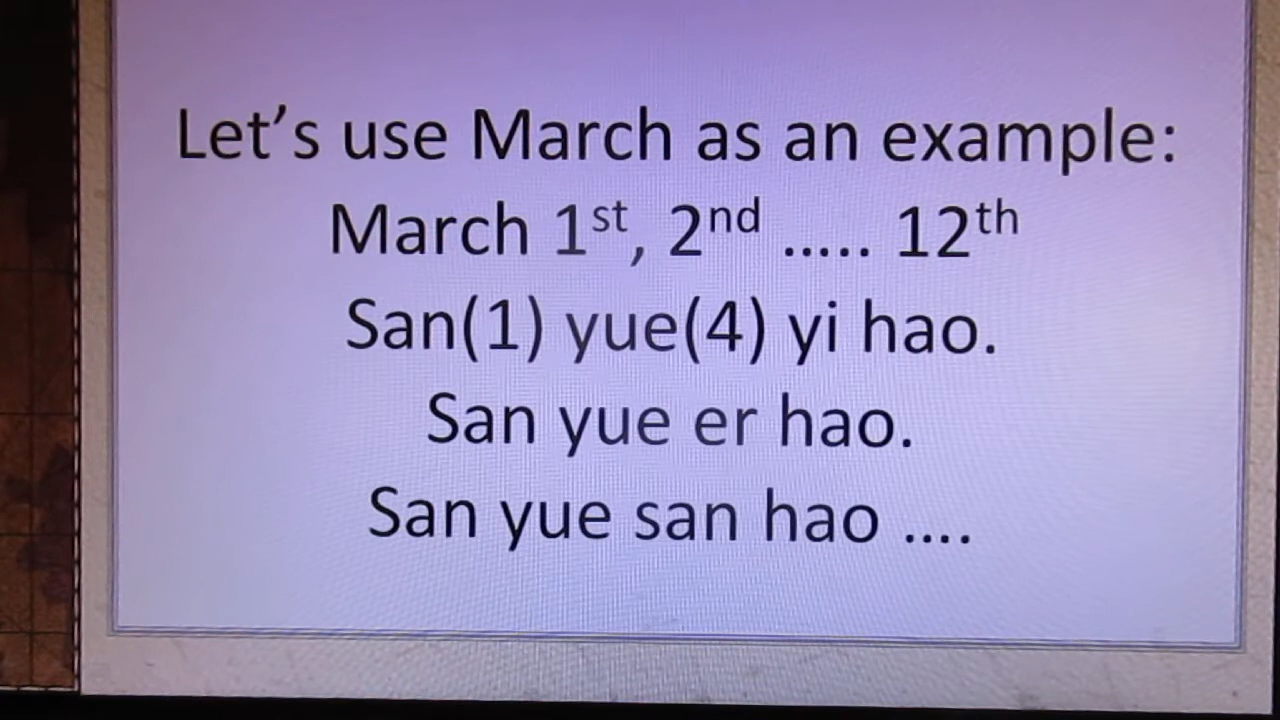 Let's use March as an example:
March 1st, 2nd ..... 12th
San(1) yue(4) yi hao.
San yue er hao.
San yue san hao ....